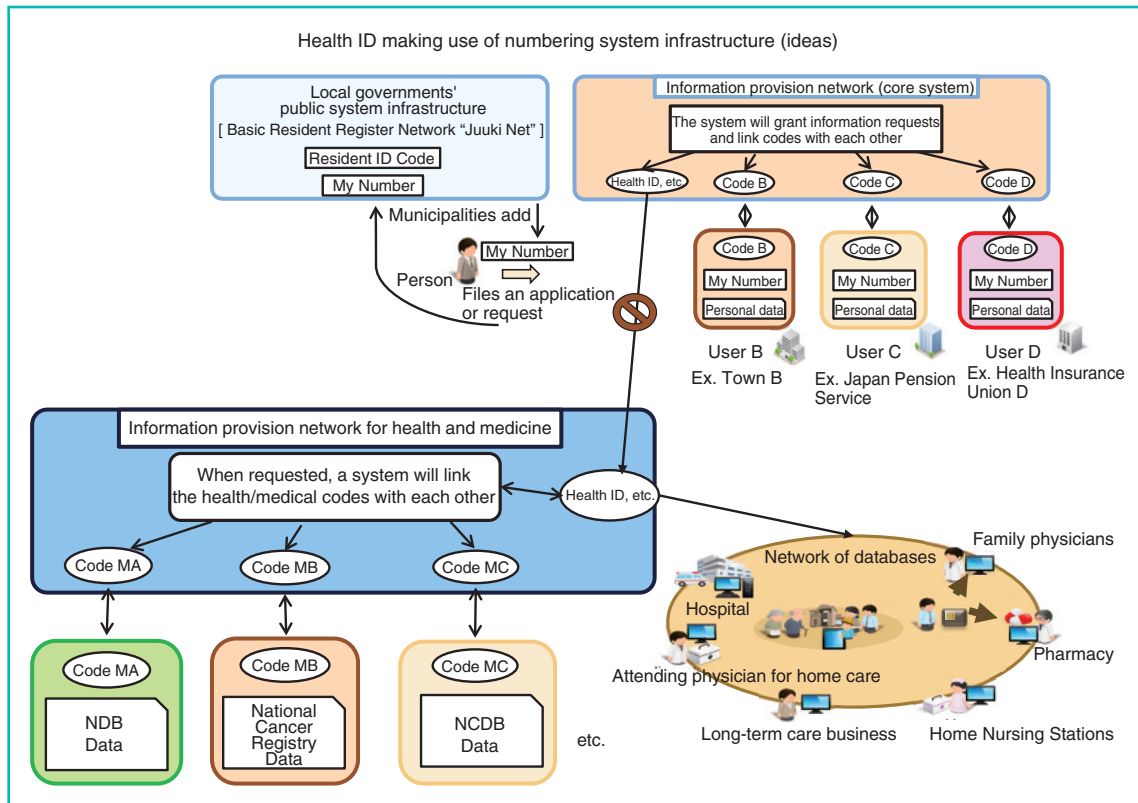 Health ID making use of numbering system infrastructure (ideas)
Local governments'
public system infrastructure
[ Basic Resident Register Network “Juuki Net” ]
Resident ID Code
My Number
Municipalities add
My Number
Person
Files an application
or request
Information provision network (core system)
The system will grant information requests
and link codes with each other
Health ID, etc.
Code B
Code C
Code D
Code B
My Number
Personal data
User B
Ex. Town B
Code C
My Number
Personal data
User C
Ex. Japan Pension
Service
Code D
My Number
Personal data
User D
Ex. Health Insurance
Union D
Information provision network for health and medicine
When requested, a system will link
the health/medical codes with each other
Health ID, etc.
Code MA
Code MB
Code MC
Code MA
NDB
Data
Code MB
National
Cancer
Registry
Data
Code MC
NCDB
Data
etc.
Network of databases
Family physicians
Hospital
Pharmacy
Attending physician for home care
Long-term care business
Home Nursing Stations